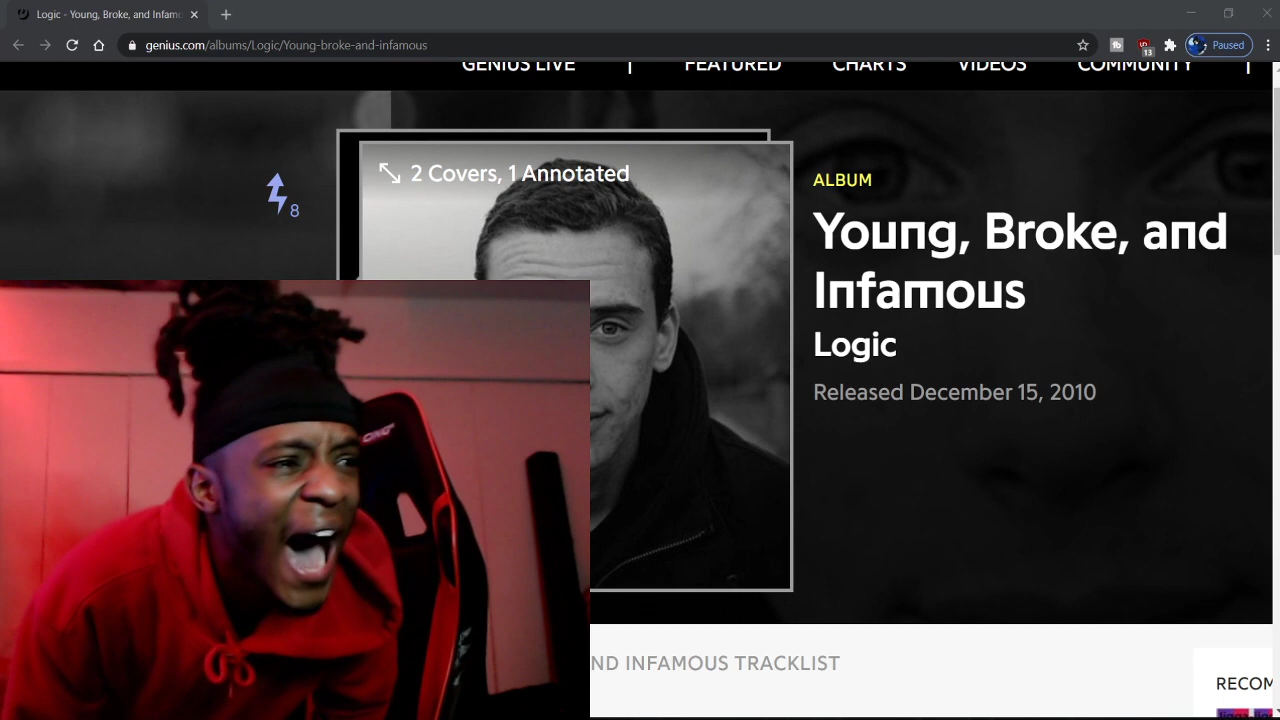 Logic - Young, Broke, and Infamo
genius.com/albums/Logic/Young-broke-and-infamous
13
Paused
GENIUS LIVE | FEATURED CHARTS VIDEOS COMMUNITY |
2 Covers, 1 Annotated
8
ALBUM
Young, Broke, and
Infamous
Logic
Released December 15, 2010
ND INFAMOUS TRACKLIST
RECOM